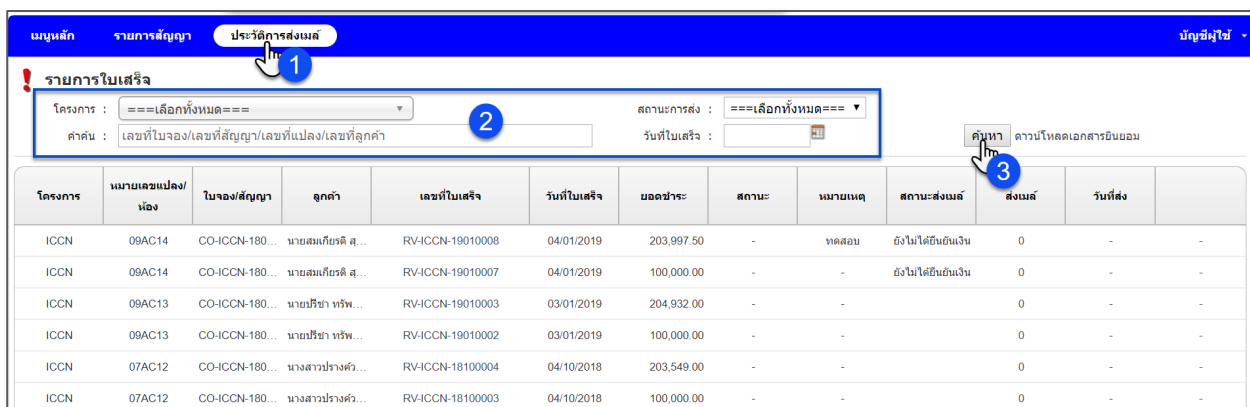 เมนูหลัก รายการสัญญา ประวัติการส่งเมล์ บัญชีผู้ใช้
1
รายการใบเสร็จ
โครงการ : ===เลือกทั้งหมด=== สถานะการส่ง : ===เลือกทั้งหมด===
2
คำค้น : เลขที่ใบจอง/เลขที่สัญญา/เลขที่แปลง/เลขที่ลูกค้า วันที่ใบเสร็จ : ค้นหา ดาวน์โหลดเอกสารยินยอม
3
โครงการ หมายเลขแปลง/ห้อง ใบจอง/สัญญา ลูกค้า เลขที่ใบเสร็จ วันที่ใบเสร็จ ยอดชำระ สถานะ หมายเหตุ สถานะส่งเมล์ ส่งเมล์ วันที่ส่ง
ICCN 09AC14 CO-ICCN-180... นายสมเกียรติ สุ... RV-ICCN-19010008 04/01/2019 203,997.50 - ทดสอบ ยังไม่ได้ยืนยันเงิน 0 - -
ICCN 09AC14 CO-ICCN-180... นายสมเกียรติ สุ... RV-ICCN-19010007 04/01/2019 100,000.00 - - ยังไม่ได้ยืนยันเงิน 0 - -
ICCN 09AC13 CO-ICCN-180... นายปรีชา ทรัพ... RV-ICCN-19010003 03/01/2019 204,932.00 - - 0 - -
ICCN 09AC13 CO-ICCN-180... นายปรีชา ทรัพ... RV-ICCN-19010002 03/01/2019 100,000.00 - - 0 - -
ICCN 07AC12 CO-ICCN-180... นางสาวปรางค์ว... RV-ICCN-18100004 04/10/2018 203,549.00 - - 0 - -
ICCN 07AC12 CO-ICCN-180... นางสาวปรางค์ว... RV-ICCN-18100003 04/10/2018 100,000.00 - - 0 - -